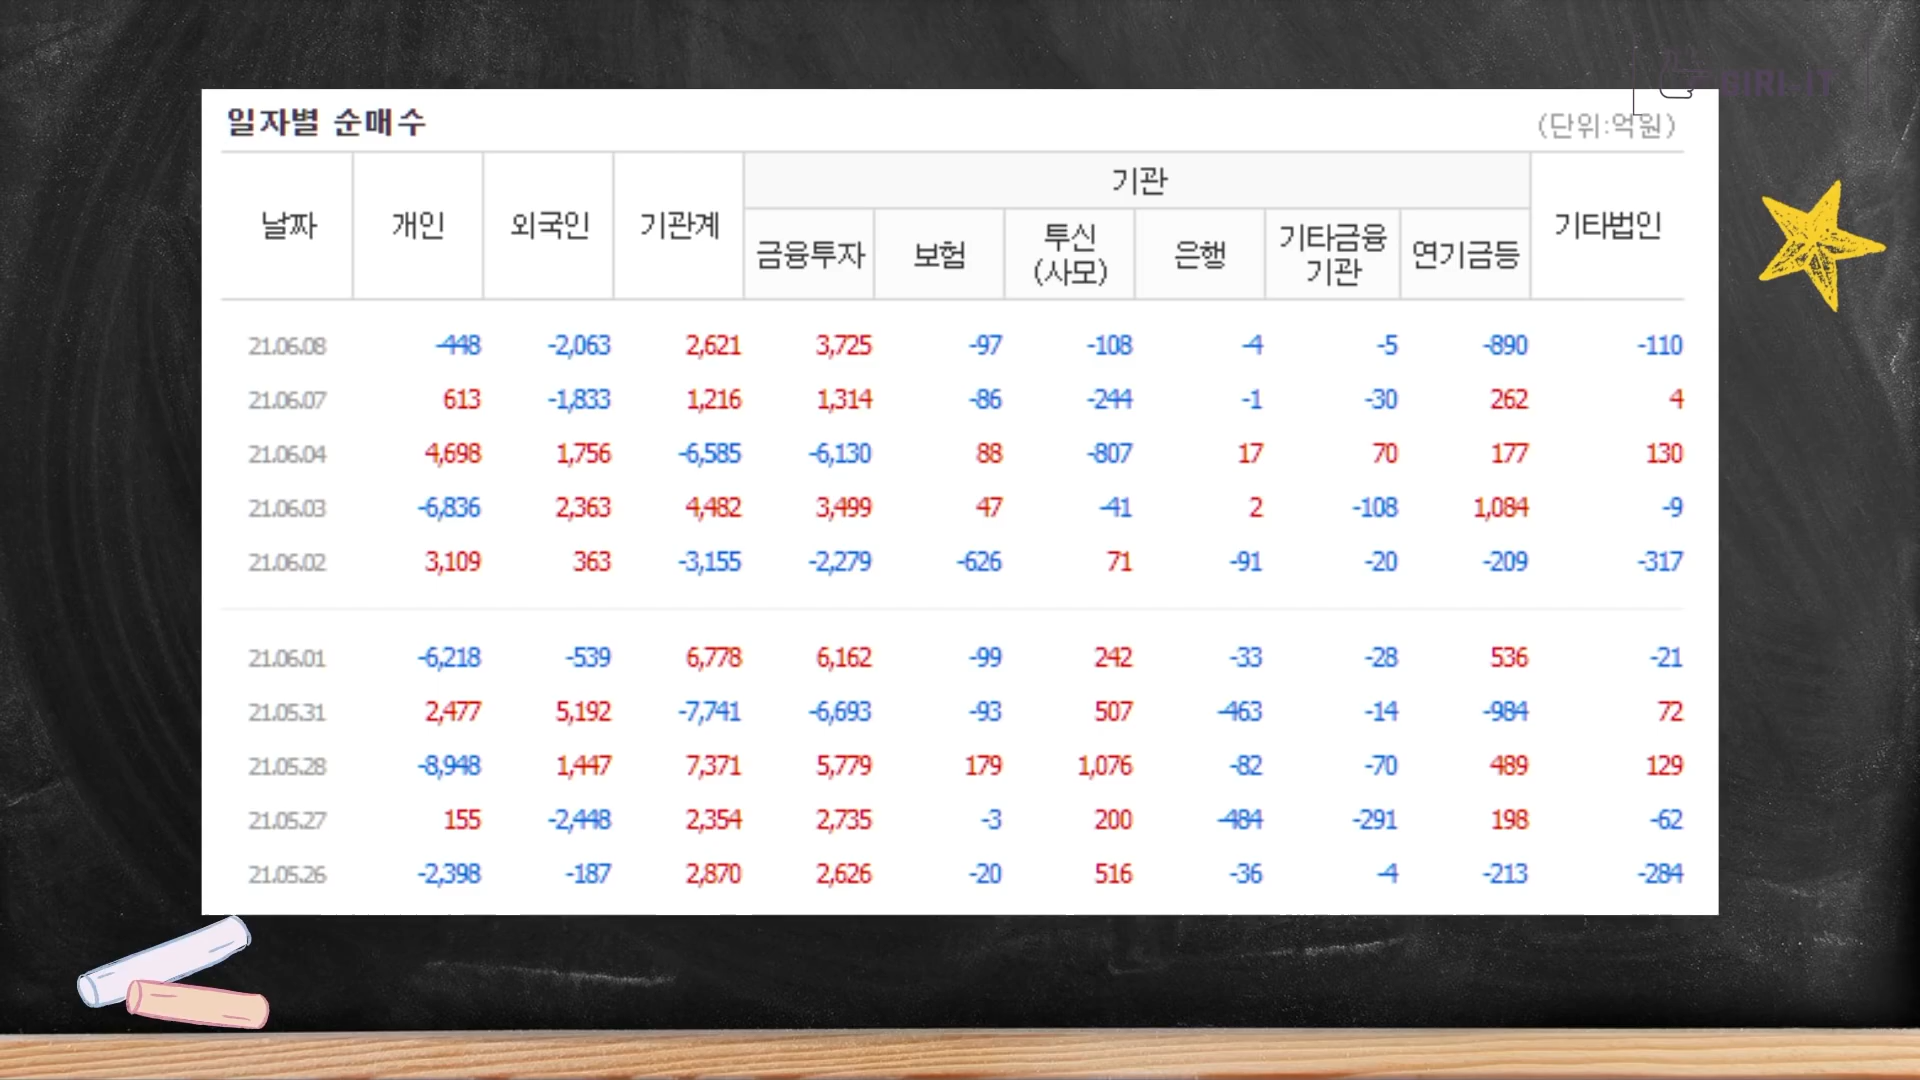 GIRL-IT
일자별 순매수 (단위:억원)
날짜 개인 외국인 기관계 기관 기타법인
금융투자 보험 투신(사모) 은행 기타금융기관 연기금등
21.06.08 -448 -2,063 2,621 3,725 -97 -108 -4 -5 -890 -110
21.06.07 613 -1,833 1,216 1,314 -86 -244 -1 -30 262 4
21.06.04 4,698 1,756 -6,585 -6,130 88 -807 17 70 177 130
21.06.03 -6,836 2,363 4,482 3,499 47 -41 2 -108 1,084 -9
21.06.02 3,109 363 -3,155 -2,279 -626 71 -91 -20 -209 -317
21.06.01 -6,218 -539 6,778 6,162 -99 242 -33 -28 536 -21
21.05.31 2,477 5,192 -7,741 -6,693 -93 507 -463 -14 -984 72
21.05.28 -8,948 1,447 7,371 5,779 179 1,076 -82 -70 489 129
21.05.27 155 -2,448 2,354 2,735 -3 200 -484 -291 198 -62
21.05.26 -2,398 -187 2,870 2,626 -20 516 -36 -4 -213 -284